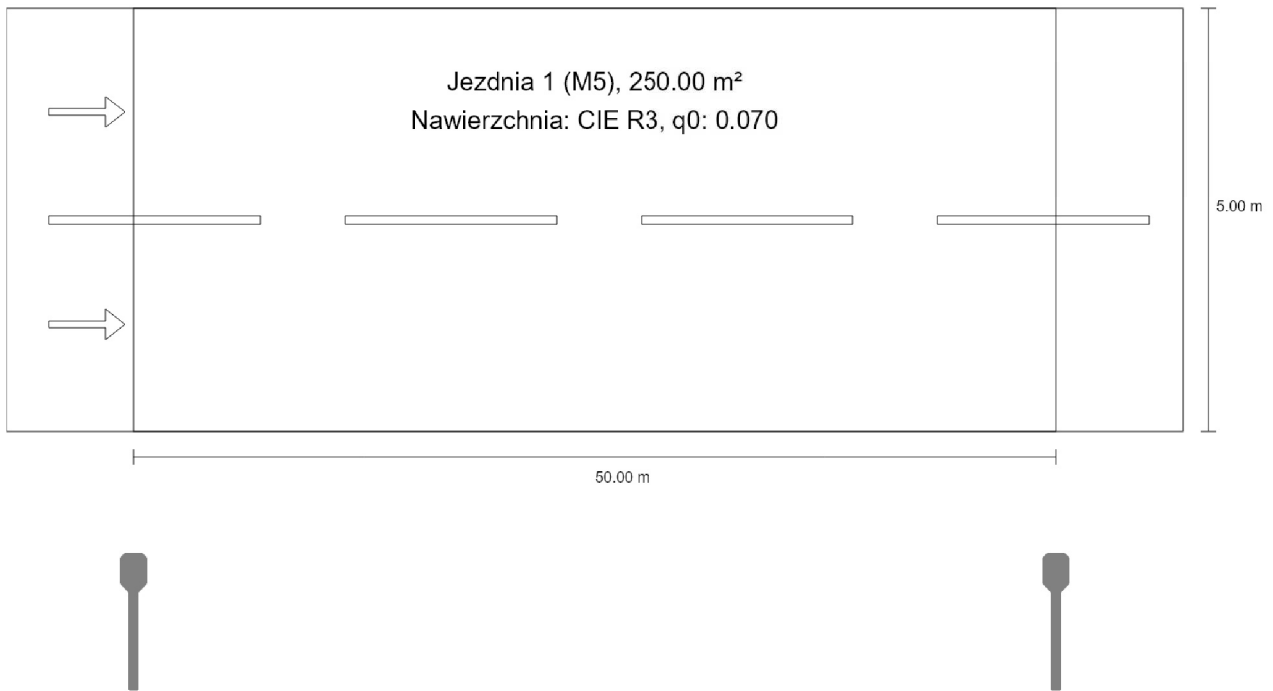 Jezdnia 1 (M5), 250.00 m²
Nawierzchnia: CIE R3, q0: 0.070
5.00 m
50.00 m